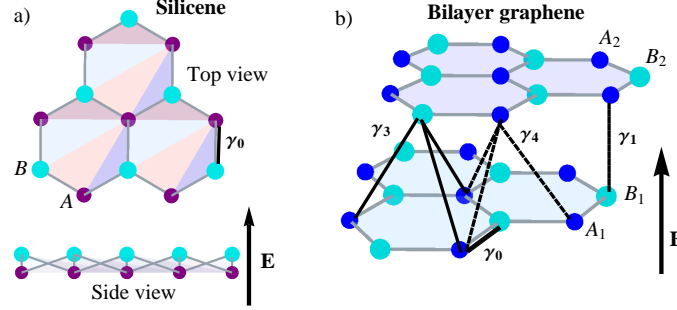 a)
Silicene
Top view
γ0
B
A
E
Side view
b)
Bilayer graphene
A2
B2
γ3
γ4
γ1
B1
A1
γ0
E